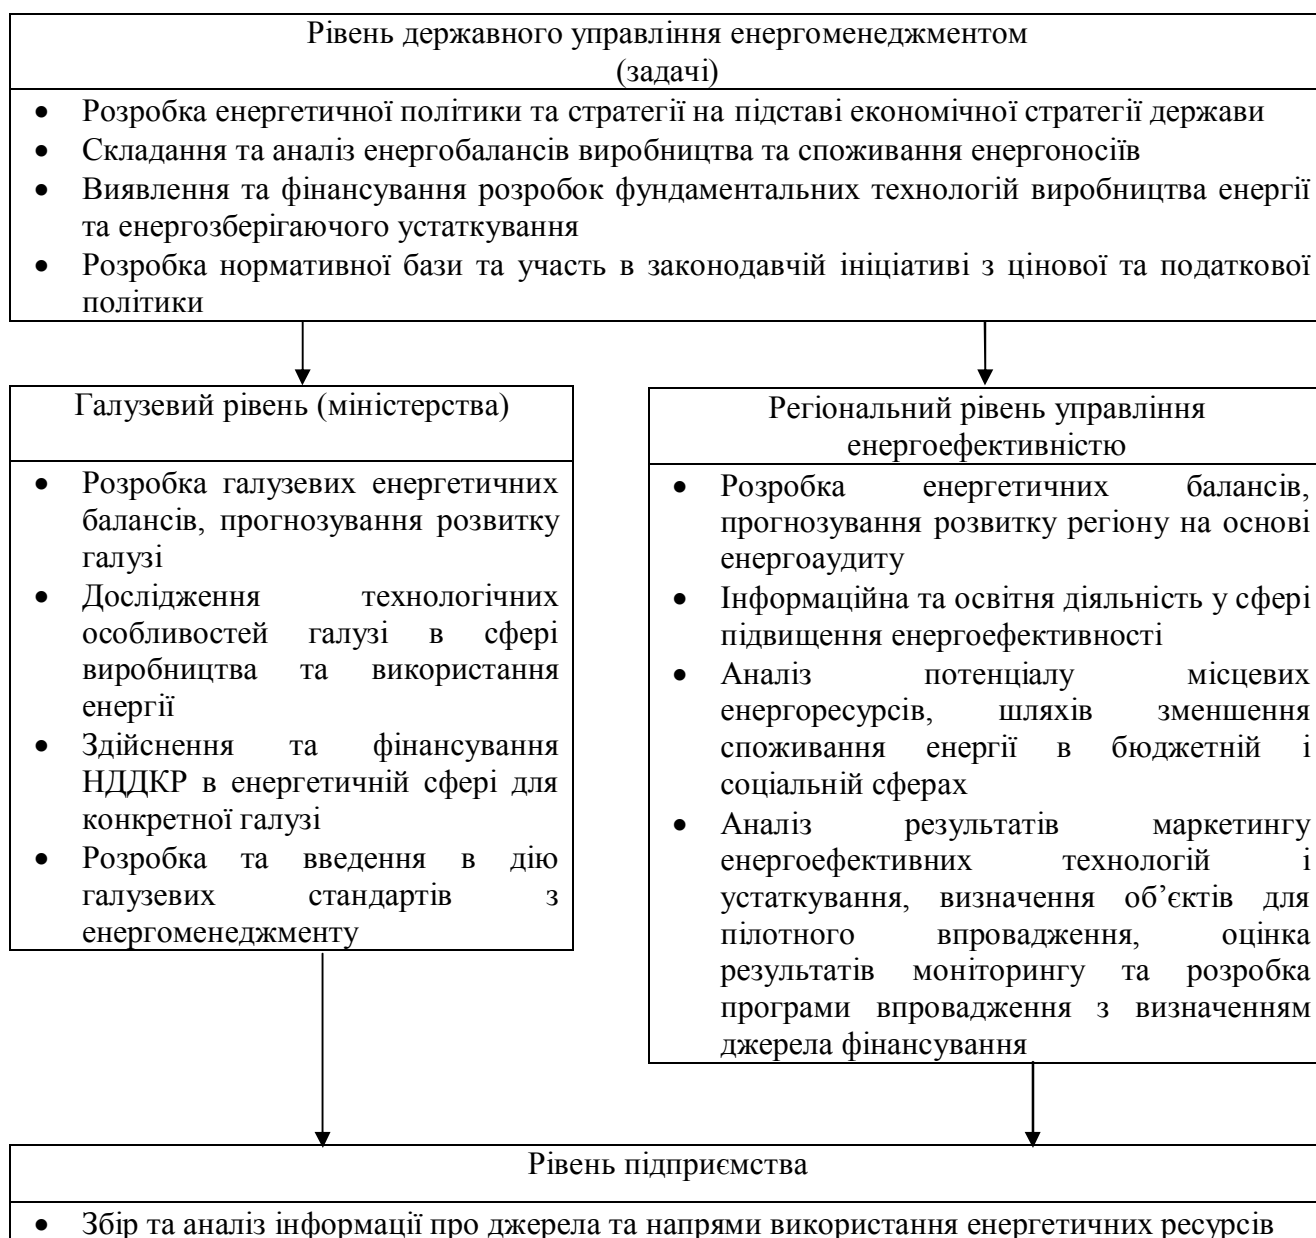 Рівень державного управління енергоменеджментом
(задачі)
• Розробка енергетичної політики та стратегії на підставі економічної стратегії держави
• Складання та аналіз енергобалансів виробництва та споживання енергоносіїв
• Виявлення та фінансування розробок фундаментальних технологій виробництва енергії
та енергозберігаючого устаткування
• Розробка нормативної бази та участь в законодавчій ініціативі з цінової та податкової
політики
Галузевий рівень (міністерства)
• Розробка галузевих енергетичних
балансів, прогнозування розвитку
галузі
• Дослідження технологічних
особливостей галузі в сфері
виробництва та використання
енергії
• Здійснення та фінансування
НДДКР в енергетичній сфері для
конкретної галузі
• Розробка та введення в дію
галузевих стандартів з
енергоменеджменту
Регіональний рівень управління
енергоефективністю
• Розробка енергетичних балансів,
прогнозування розвитку регіону на основі
енергоаудиту
• Інформаційна та освітня діяльність у сфері
підвищення енергоефективності
• Аналіз потенціалу місцевих
енергоресурсів, шляхів зменшення
споживання енергії в бюджетній і
соціальній сферах
• Аналіз результатів маркетингу
енергоефективних технологій і
устаткування, визначення об’єктів для
пілотного впровадження, оцінка
результатів моніторингу та розробка
програми впровадження з визначенням
джерела фінансування
Рівень підприємства
• Збір та аналіз інформації про джерела та напрями використання енергетичних ресурсів